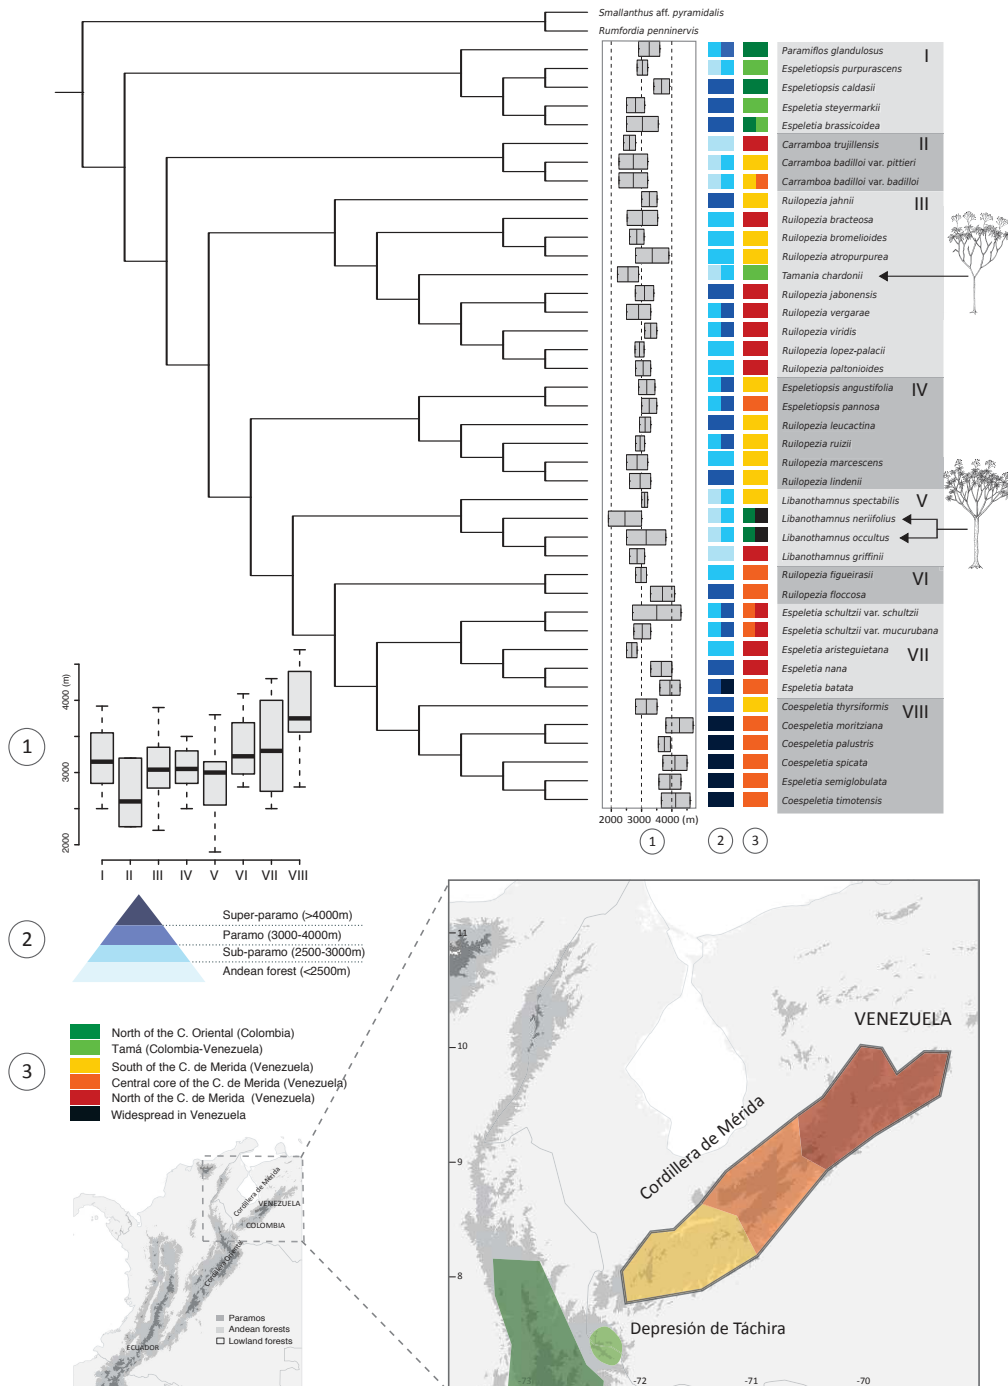 Smallanthus aff. pyramidalis
Rumfordia penninervis
Paramiflos glandulosus
I
Espeletiopsis purpurascens
Espeletiopsis caldasii
Espeletia steyermarkii
Espeletia brassicoidea
Carramboa trujillensis
II
Carramboa badilloi var. pittieri
Carramboa badilloi var. badilloi
Ruilopezia jahnii
III
Ruilopezia bracteosa
Ruilopezia bromelioides
Ruilopezia atropurpurea
Tamania chardonii
Ruilopezia jabonensis
Ruilopezia vergarae
Ruilopezia viridis
Ruilopezia lopez-palacii
Ruilopezia paltonioides
Espeletiopsis angustifolia
IV
Espeletiopsis pannosa
Ruilopezia leucactina
Ruilopezia ruizii
Ruilopezia marcescens
Ruilopezia lindenii
Libanothamnus spectabilis
V
Libanothamnus neriifolius
Libanothamnus occultus
Libanothamnus griffinii
Ruilopezia figueirasii
VI
Ruilopezia floccosa
Espeletia schultzii var. schultzii
Espeletia schultzii var. mucurubana
Espeletia aristeguietana
VII
Espeletia nana
Espeletia batata
Coespeletia thyrsiformis
VIII
Coespeletia moritziana
Coespeletia palustris
Coespeletia spicata
Espeletia semiglobulata
Coespeletia timotensis
2000 3000 4000 (m)
1 2 3
1
4000 (m)
3000
2000
I II III IV V VI VII VIII
2
Super-paramo (>4000m)
Paramo (3000-4000m)
Sub-paramo (2500-3000m)
Andean forest (<2500m)
3
North of the C. Oriental (Colombia)
Tamá (Colombia-Venezuela)
South of the C. de Merida (Venezuela)
Central core of the C. de Merida (Venezuela)
North of the C. de Merida (Venezuela)
Widespread in Venezuela
Cordillera de Mérida
VENEZUELA
COLOMBIA
Cordillera Oriental
ECUADOR
Paramos
Andean forests
Lowland forests
11
10
9
8
VENEZUELA
Cordillera de Mérida
Depresión de Táchira
-73 -72 -71 -70